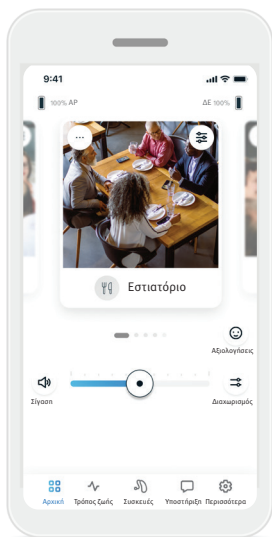 9:41
100% ΑΡ
ΔΕ 100%
Εστιατόριο
Αξιολογήσεις
Σίγαση
Διαχωρισμός
Αρχική
Τρόπος ζωής
Συσκευές
Υποστήριξη
Περισσότερα